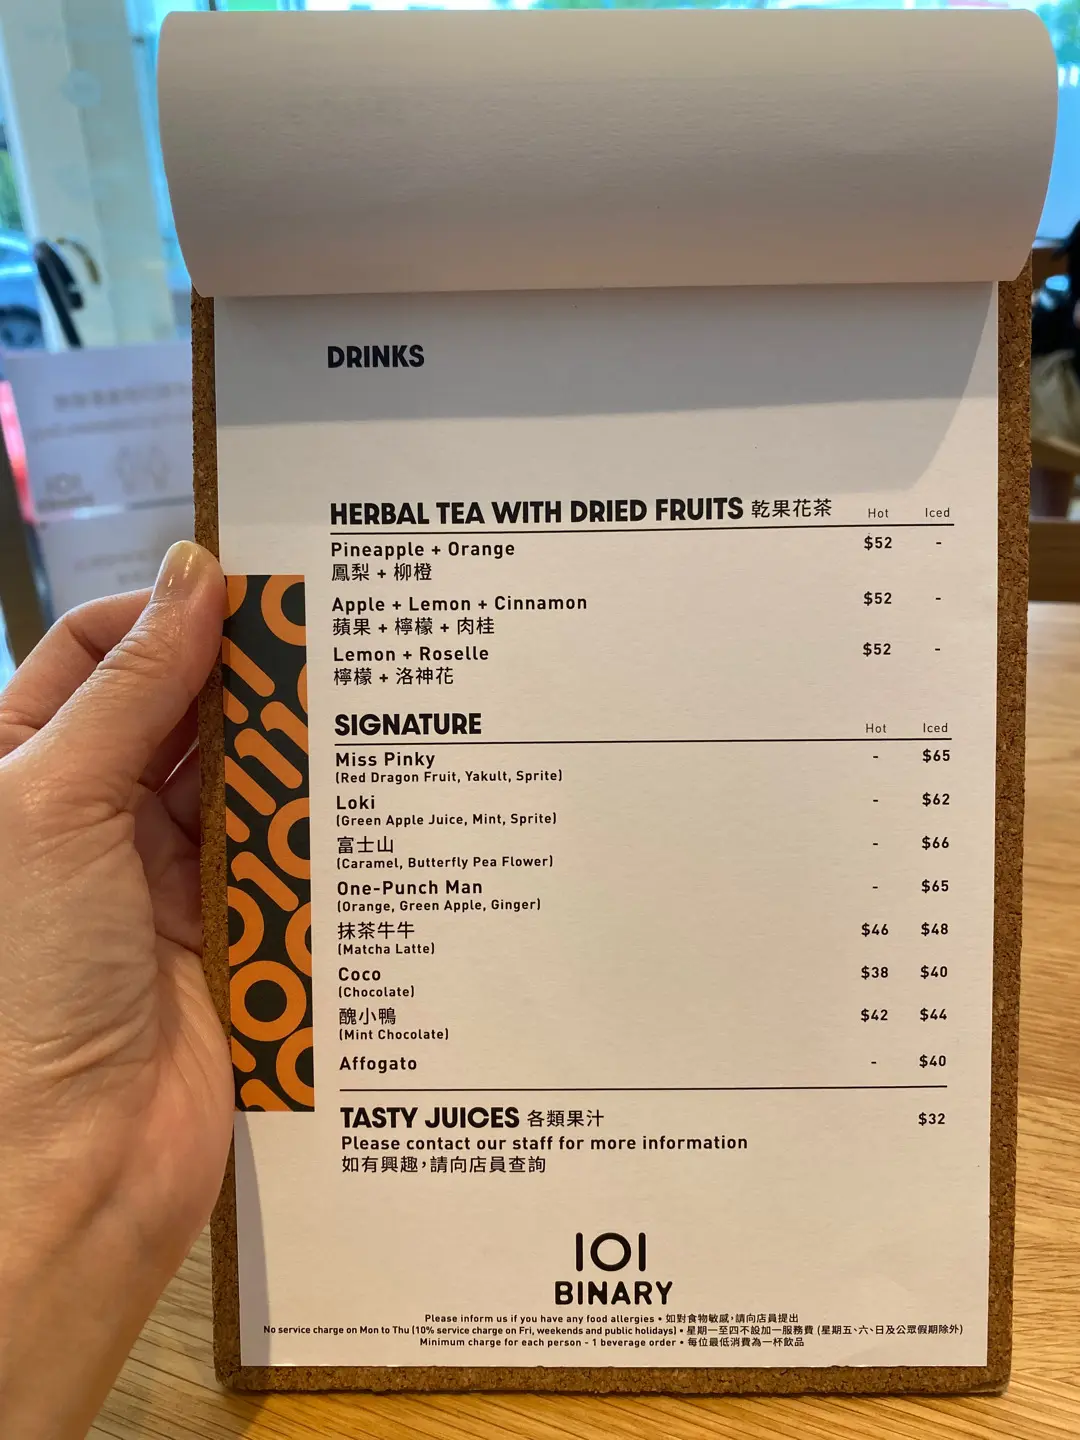 DRINKS
HERBAL TEA WITH DRIED FRUITS 乾果花茶 Hot Iced
Pineapple + Orange $52 -
鳳梨 + 柳橙
Apple + Lemon + Cinnamon $52 -
蘋果 + 檸檬 + 肉桂
Lemon + Roselle $52 -
檸檬 + 洛神花
SIGNATURE Hot Iced
Miss Pinky - $65
(Red Dragon Fruit, Yakult, Sprite)
Loki - $62
(Green Apple Juice, Mint, Sprite)
富士山 - $66
(Caramel, Butterfly Pea Flower)
One-Punch Man - $65
(Orange, Green Apple, Ginger)
抹茶牛牛 $46 $48
(Matcha Latte)
Coco $38 $40
(Chocolate)
醜小鴨 $42 $44
(Mint Chocolate)
Affogato - $40
TASTY JUICES 各類果汁 $32
Please contact our staff for more information
如有興趣，請向店員查詢
101
BINARY
Please inform us if you have any food allergies • 如對食物敏感，請向店員提出
No service charge on Mon to Thu (10% service charge on Fri, weekends and public holidays) • 星期一至四不設加一服務費 (星期五、六、日及公眾假期除外)
Minimum charge for each person - 1 beverage order • 每位最低消費為一杯飲品